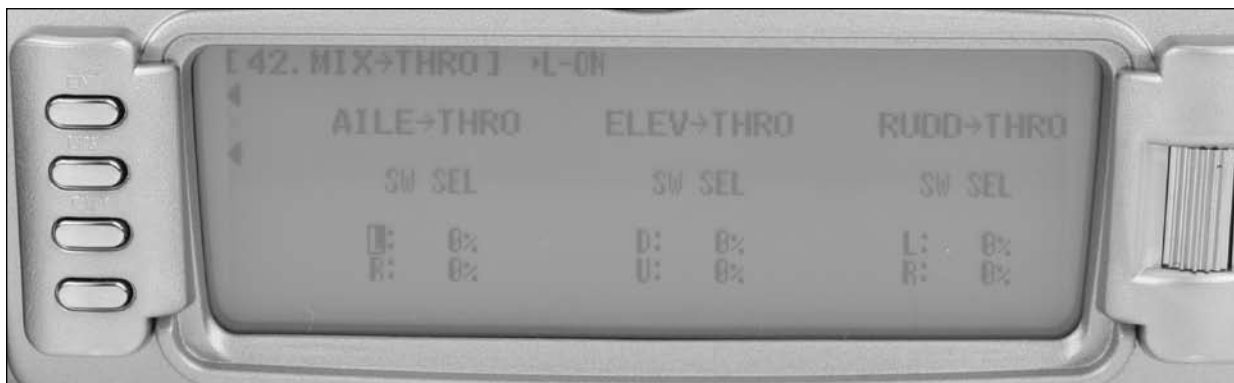 [42.MIX→THRO] ▸L-ON
AILE→THRO ELEV→THRO RUDD→THRO
SW SEL SW SEL SW SEL
L: 0% D: 0% L: 0%
R: 0% U: 0% R: 0%